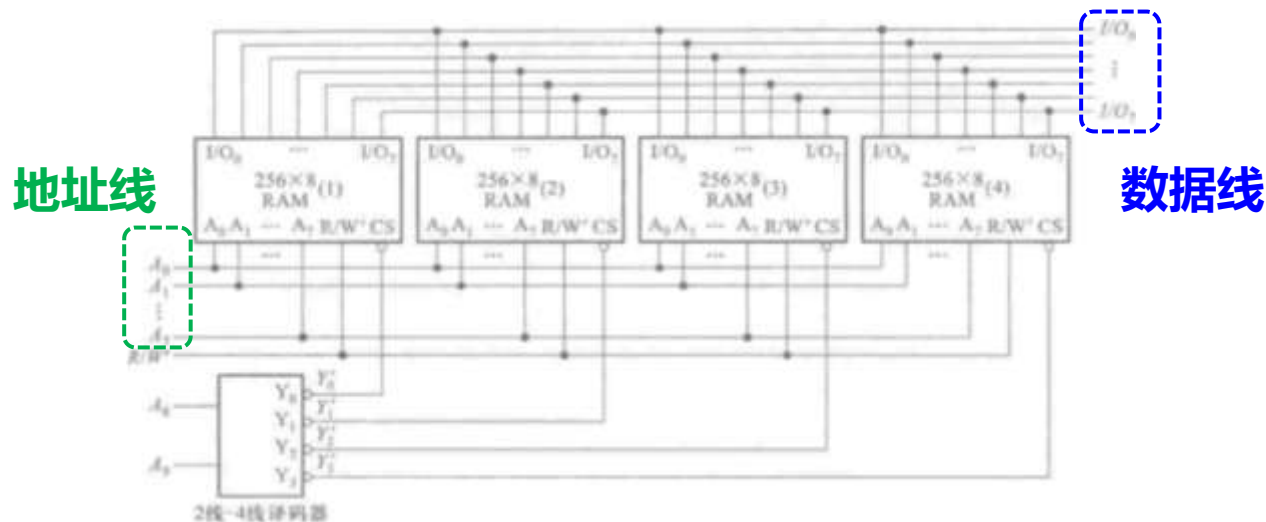 I/O₀
⋮
I/O₇
I/O₀ ··· I/O₇ I/O₀ ··· I/O₇ I/O₀ ··· I/O₇ I/O₀ ··· I/O₇
256×8 RAM (1) 256×8 RAM (2) 256×8 RAM (3) 256×8 RAM (4)
A₀ A₁ ··· A₇ R/W' CS A₀ A₁ ··· A₇ R/W' CS A₀ A₁ ··· A₇ R/W' CS A₀ A₁ ··· A₇ R/W' CS
地址线
数据线
··· ··· ··· ···
A₀
A₁
⋮
A₇
R/W'
Y₀ Y'₀
A₈
Y₁ Y'₁
Y₂ Y'₂
A₉
Y₃ Y'₃
2线-4线译码器